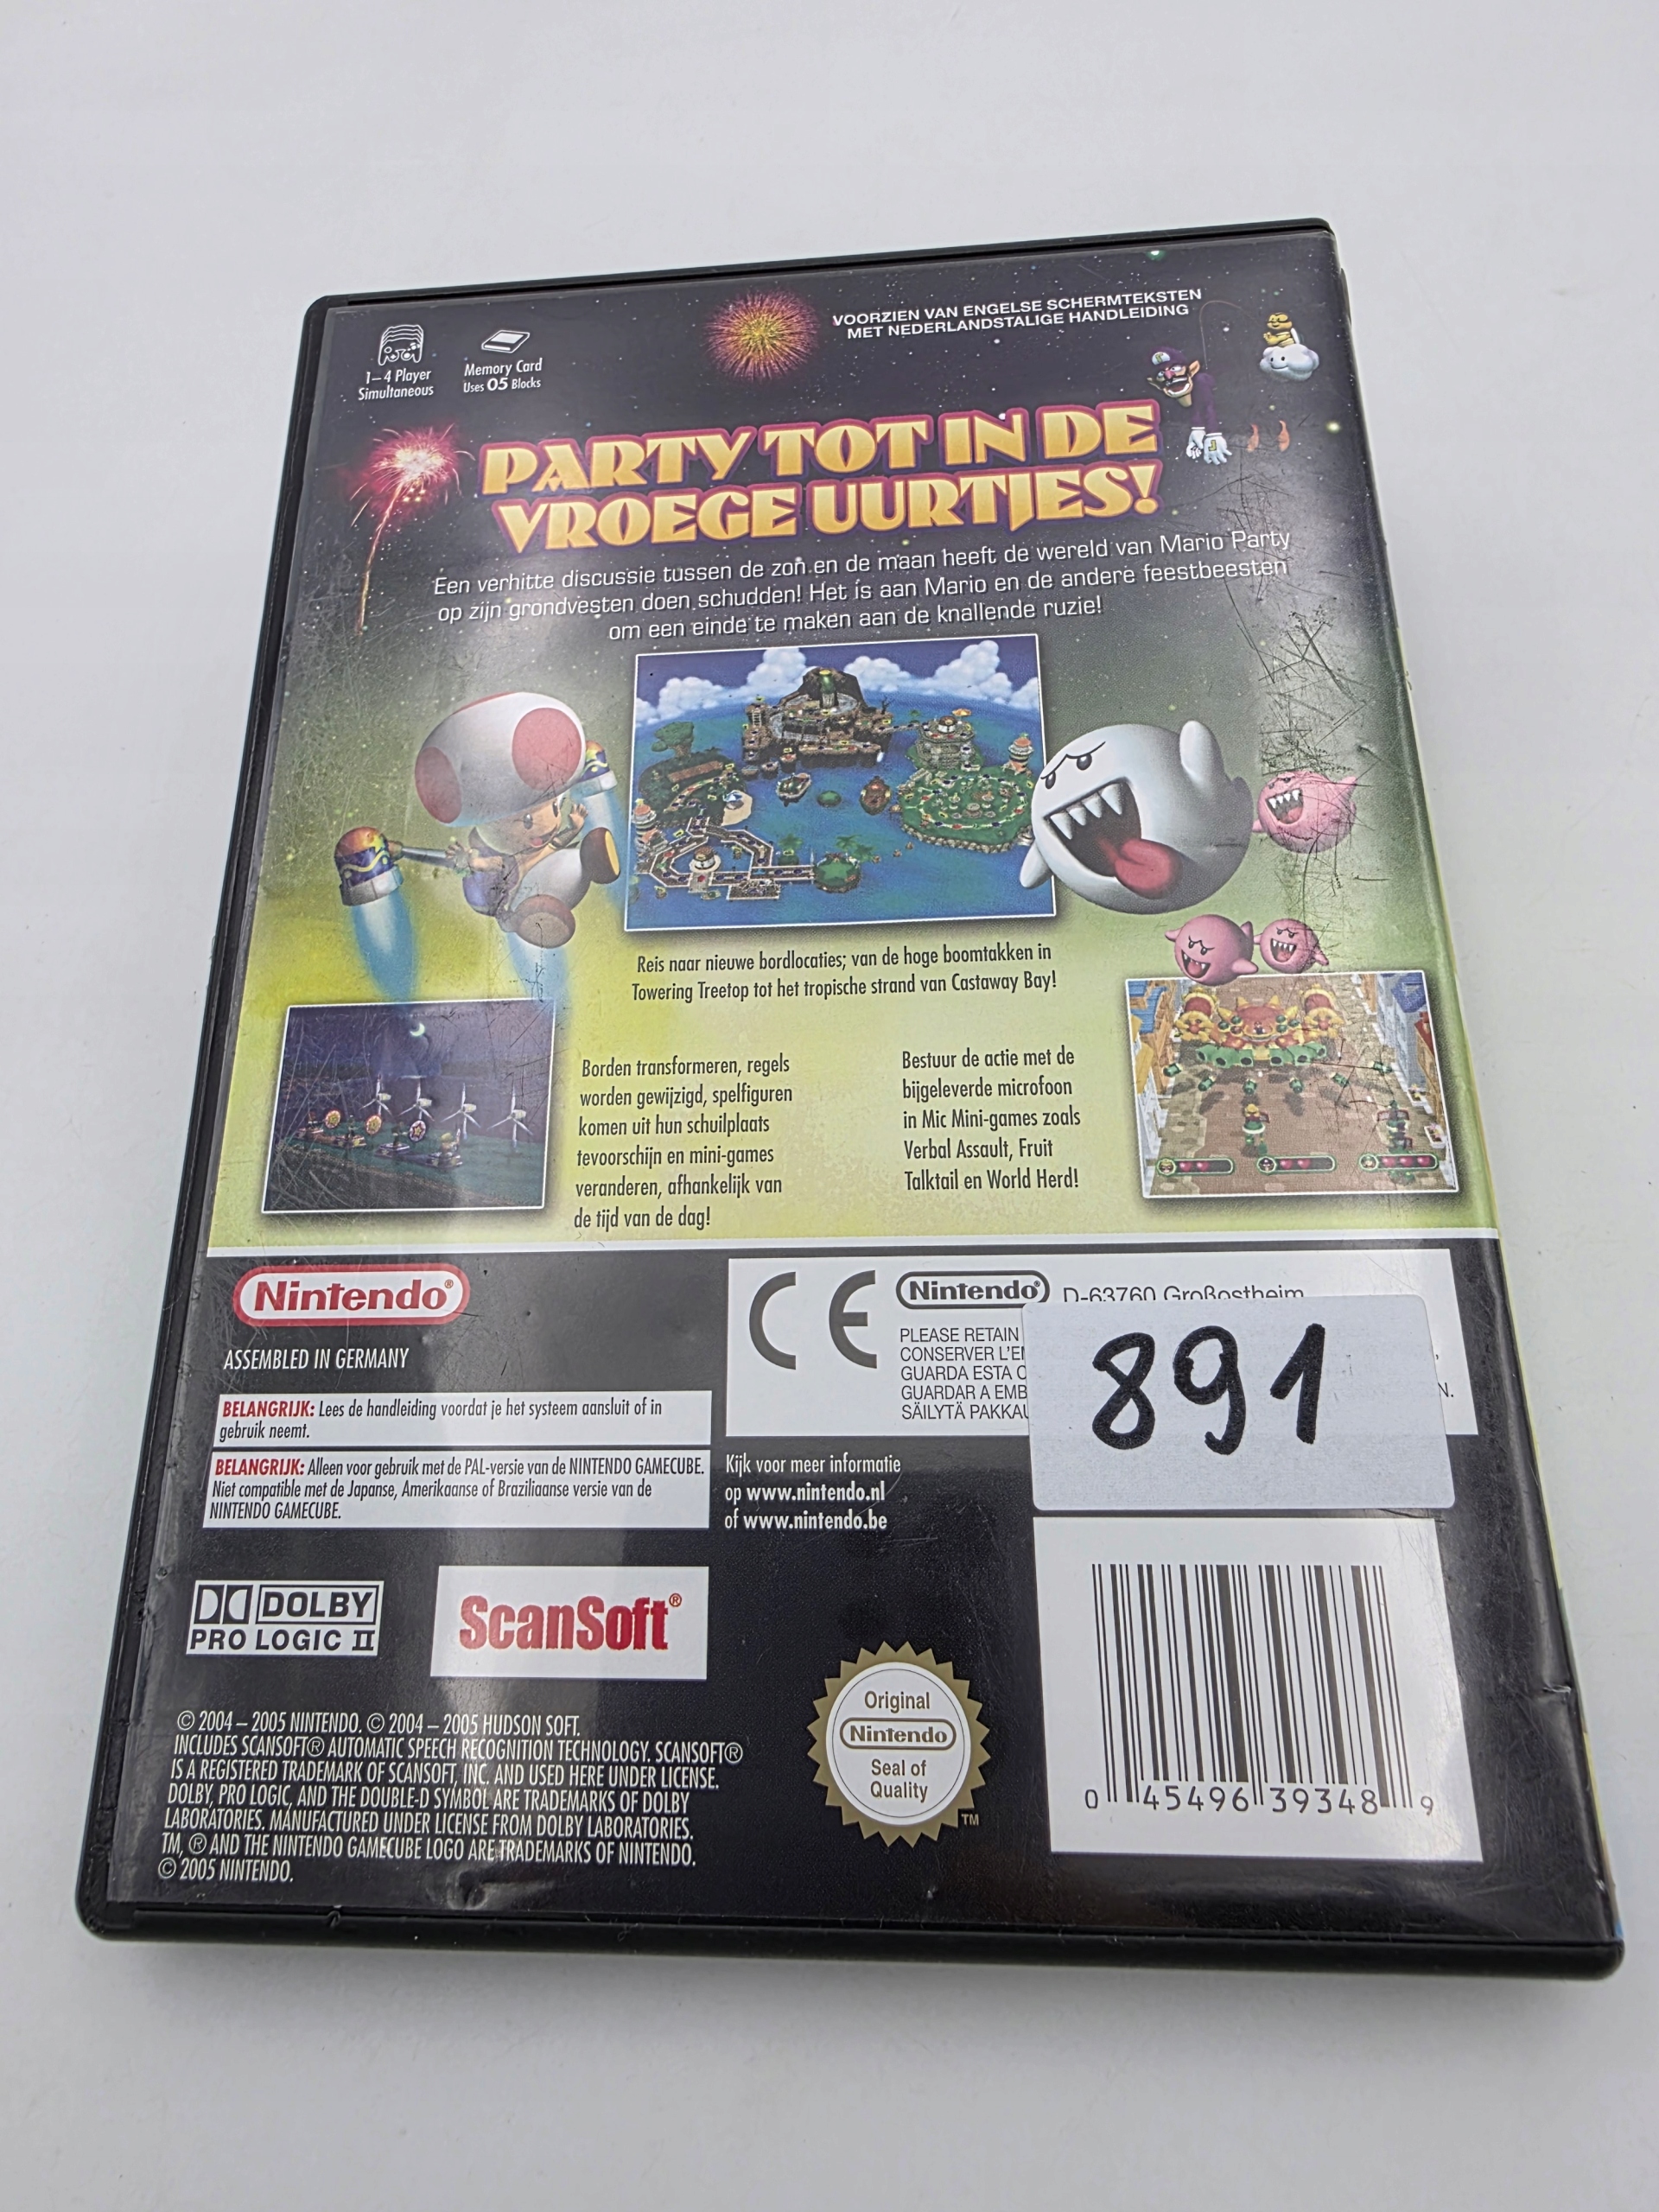 1–4 Player
Simultaneous
Memory Card
Uses 05 Blocks
VOORZIEN VAN ENGELSE SCHERMTEKSTEN
MET NEDERLANDSTALIGE HANDLEIDING
PARTY TOT IN DE
VROEGE UURTJES!
Een verhitte discussie tussen de zon en de maan heeft de wereld van Mario Party
op zijn grondvesten doen schudden! Het is aan Mario en de andere feestbeesten
om een einde te maken aan de knallende ruzie!
Reis naar nieuwe bordlocaties; van de hoge boomtakken in
Towering Treetop tot het tropische strand van Castaway Bay!
Borden transformeren, regels
worden gewijzigd, spelfiguren
komen uit hun schuilplaats
tevoorschijn en mini-games
veranderen, afhankelijk van
de tijd van de dag!
Bestuur de actie met de
bijgeleverde microfoon
in Mic Mini-games zoals
Verbal Assault, Fruit
Talktail en World Herd!
Nintendo®
ASSEMBLED IN GERMANY
CE
Nintendo® D-63760 Großostheim
PLEASE RETAIN
CONSERVER L'E
GUARDA ESTA C
GUARDAR A EMB
SÄILYTÄ PAKKAU
N.
891
BELANGRIJK: Lees de handleiding voordat je het systeem aansluit of in
gebruik neemt.
BELANGRIJK: Alleen voor gebruik met de PAL-versie van de NINTENDO GAMECUBE.
Niet compatible met de Japanse, Amerikaanse of Braziliaanse versie van de
NINTENDO GAMECUBE.
Kijk voor meer informatie
op www.nintendo.nl
of www.nintendo.be
DOLBY
PRO LOGIC II
ScanSoft®
© 2004 – 2005 NINTENDO. © 2004 – 2005 HUDSON SOFT.
INCLUDES SCANSOFT® AUTOMATIC SPEECH RECOGNITION TECHNOLOGY. SCANSOFT®
IS A REGISTERED TRADEMARK OF SCANSOFT, INC. AND USED HERE UNDER LICENSE.
DOLBY, PRO LOGIC, AND THE DOUBLE-D SYMBOL ARE TRADEMARKS OF DOLBY
LABORATORIES. MANUFACTURED UNDER LICENSE FROM DOLBY LABORATORIES.
TM, ® AND THE NINTENDO GAMECUBE LOGO ARE TRADEMARKS OF NINTENDO.
© 2005 NINTENDO.
Original
Nintendo
Seal of
Quality
TM
0 45496 39348 9